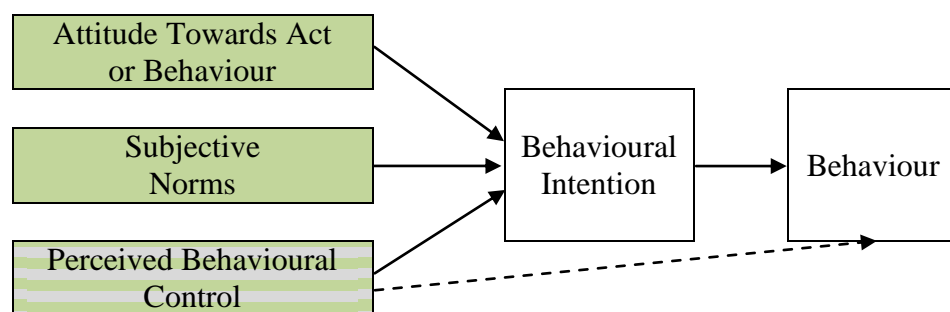 Attitude Towards Act
or Behaviour
Subjective
Norms
Perceived Behavioural
Control
Behavioural
Intention
Behaviour